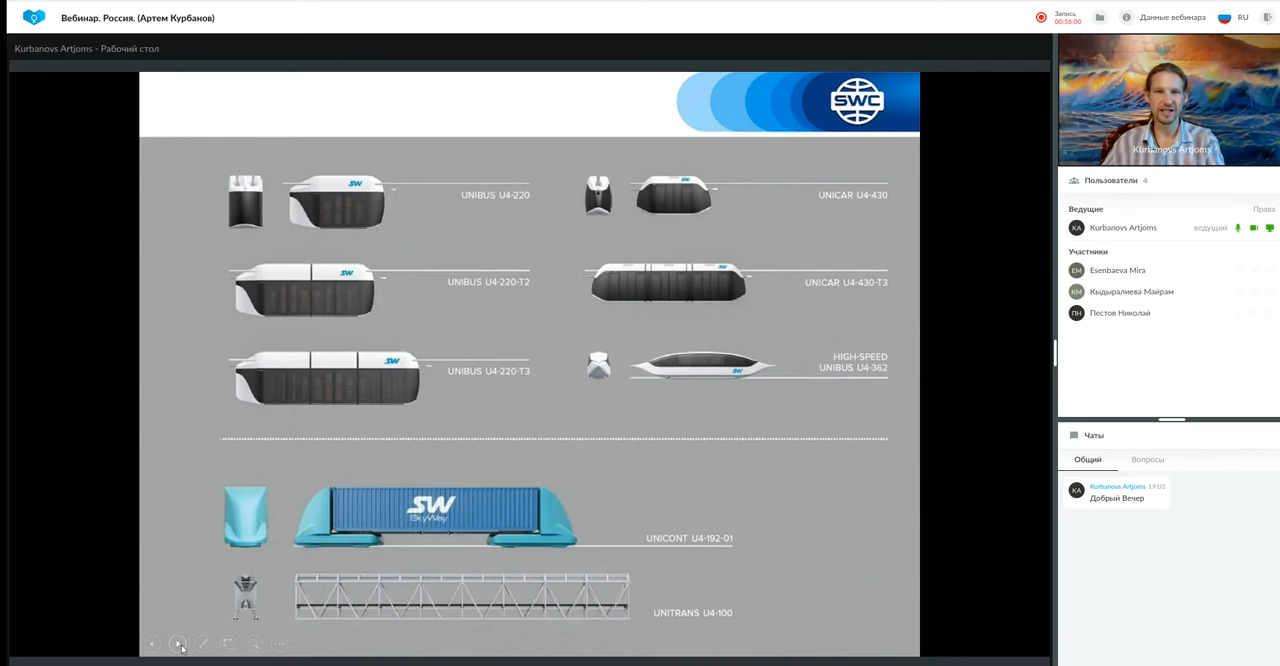 Вебинар. Россия. (Артем Курбанов)
Запись
00:56:00
Данные вебинара
RU
Kurbanovs Artjoms - Рабочий стол
SWC
SW
UNIBUS U4-220
SW
UNICAR U4-430
SW
UNIBUS U4-220-T2
SW
UNICAR U4-430-T3
SW
UNIBUS U4-220-T3
SW
HIGH-SPEED
UNIBUS U4-362
SW
SkyWay
UNICONT U4-192-01
UNITRANS U4-100
Kurbanovs Artjoms
Пользователи 4
Ведущие
Права
KA
Kurbanovs Artjoms
ведущий
Участники
EM
Esenbaeva Mira
КМ
Кыдыралиева Майрам
ПН
Пестов Николай
Чаты
Общий
Вопросы
KA
Kurbanovs Artjoms 19:03
Добрый Вечер